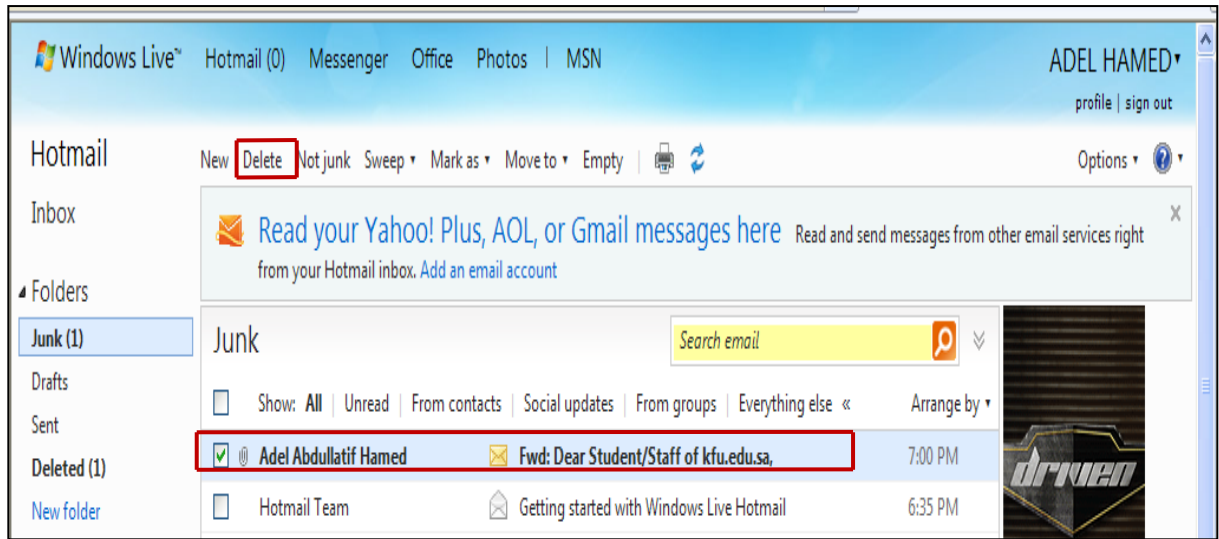 Windows Live™ Hotmail (0) Messenger Office Photos | MSN ADEL HAMED
profile | sign out
Hotmail New Delete Not junk Sweep Mark as Move to Empty Options
Inbox
Read your Yahoo! Plus, AOL, or Gmail messages here Read and send messages from other email services right
from your Hotmail inbox. Add an email account
Folders
Junk (1) Junk Search email
Drafts
Show: All | Unread | From contacts | Social updates | From groups | Everything else « Arrange by
Sent
Adel Abdullatif Hamed Fwd: Dear Student/Staff of kfu.edu.sa, 7:00 PM
Deleted (1)
driven
New folder Hotmail Team Getting started with Windows Live Hotmail 6:35 PM